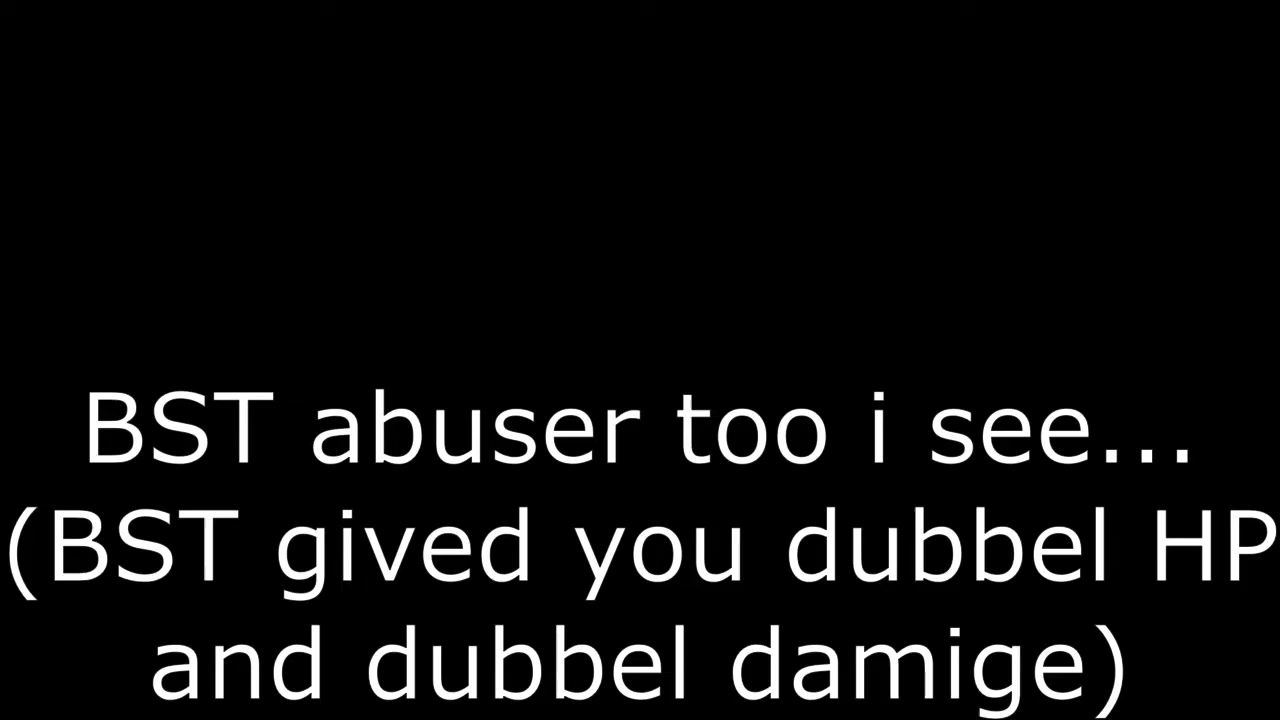 BST abuser too i see...
(BST gived you dubbel HP
and dubbel damige)